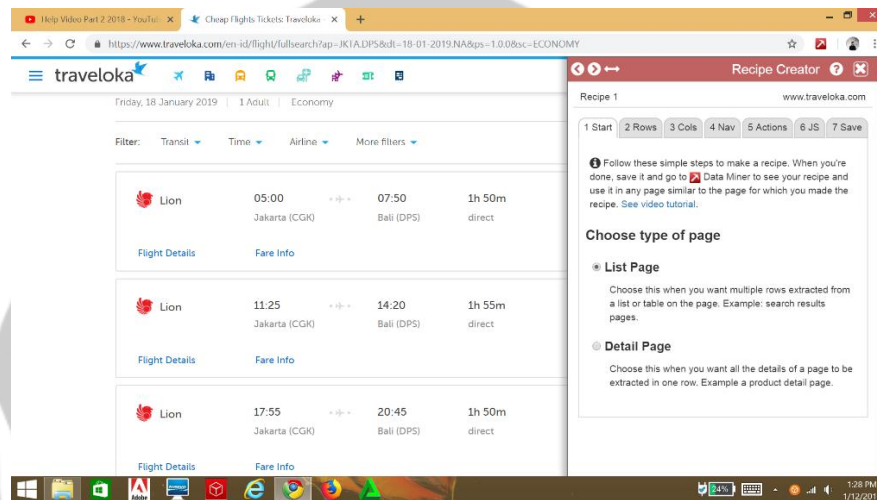 Help Video Part 2 2018 - YouTub
Cheap Flights Tickets: Traveloka -
https://www.traveloka.com/en-id/flight/fullsearch?ap=JKTA.DPS&dt=18-01-2019.NA&ps=1.0.0&sc=ECONOMY
traveloka
Friday, 18 January 2019 | 1 Adult | Economy
Filter: Transit Time Airline More filters
Lion 05:00 07:50 1h 50m
Jakarta (CGK) Bali (DPS) direct
Flight Details Fare Info
Lion 11:25 14:20 1h 55m
Jakarta (CGK) Bali (DPS) direct
Flight Details Fare Info
Lion 17:55 20:45 1h 50m
Jakarta (CGK) Bali (DPS) direct
Flight Details Fare Info
Recipe Creator
Recipe 1 www.traveloka.com
1 Start 2 Rows 3 Cols 4 Nav 5 Actions 6 JS 7 Save
Follow these simple steps to make a recipe. When you're
done, save it and go to Data Miner to see your recipe and
use it in any page similar to the page for which you made the
recipe. See video tutorial.
Choose type of page
List Page
Choose this when you want multiple rows extracted from
a list or table on the page. Example: search results
pages.
Detail Page
Choose this when you want all the details of a page to be
extracted in one row. Example a product detail page.
Adobe
24%
1:28 PM